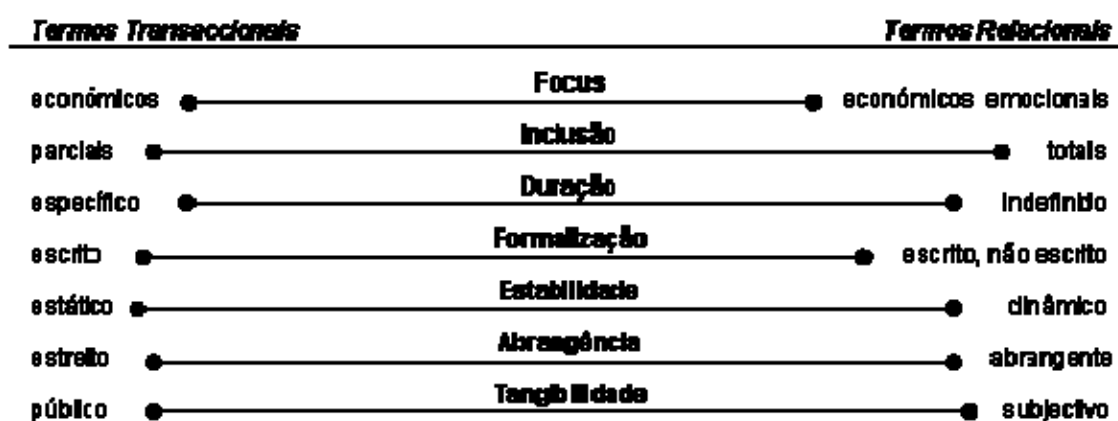 Termos Transaccionais Termos Relacionais
Focus
económicos económicos emocionais
Inclusão
parciais totais
Duração
específico indefinido
Formalização
escrito escrito, não escrito
Estabilidade
estático dinâmico
Abrangência
estreito abrangente
Tangibilidade
público subjectivo